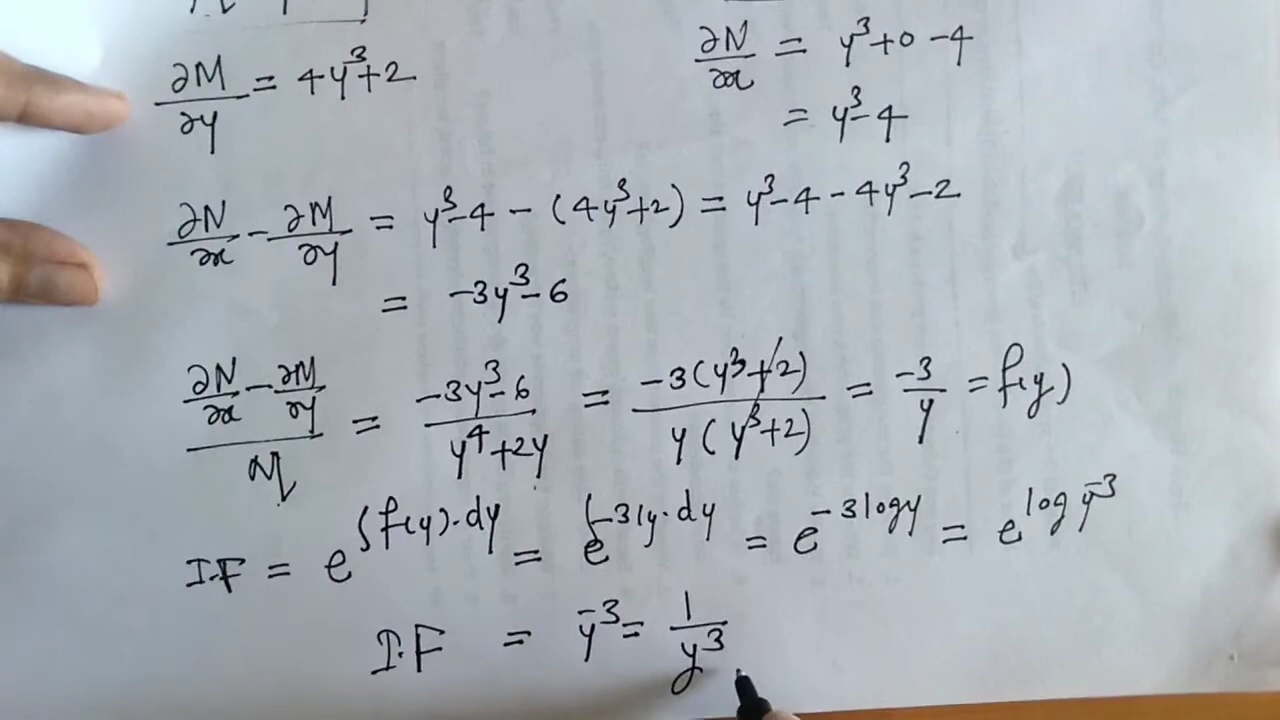 ∂M/∂y = 4y³+2
∂N/∂x = y³+0-4
= y³-4
∂N/∂x - ∂M/∂y = y³-4 - (4y³+2) = y³-4-4y³-2
= -3y³-6
(∂N/∂x - ∂M/∂y)/M = (-3y³-6)/(y⁴+2y) = -3(y³+2)/(y(y³+2)) = -3/y = f(y)
I.F = e^(∫f(y).dy) = e^(∫-3/y.dy) = e^(-3logy) = e^(log y⁻³)
I.F = y⁻³ = 1/y³